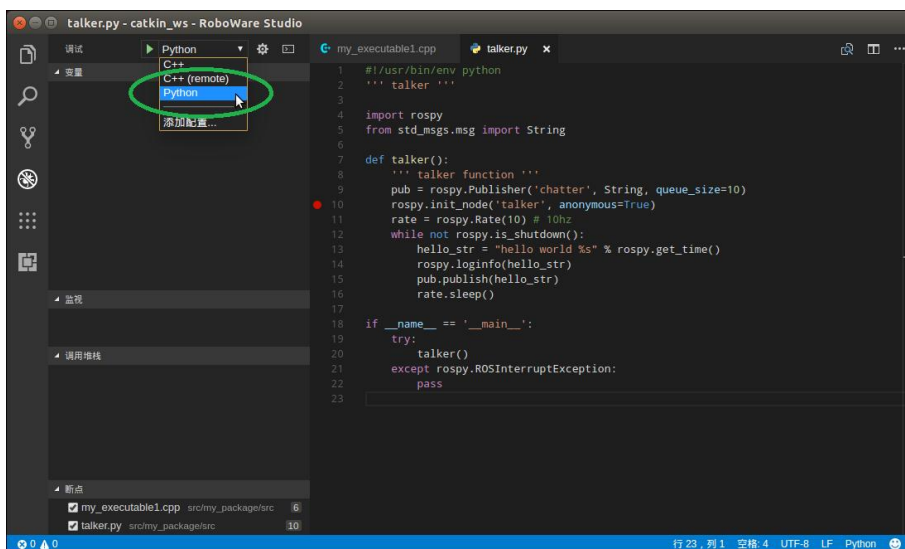 talker.py - catkin_ws - RoboWare Studio
调试 Python
C++
C++ (remote)
Python
添加配置...
变量
监视
调用堆栈
断点
my_executable1.cpp src/my_package/src 6
talker.py src/my_package/src 10
my_executable1.cpp talker.py
1 #!/usr/bin/env python
2 ''' talker '''
3
4 import rospy
5 from std_msgs.msg import String
6
7 def talker():
8 ''' talker function '''
9 pub = rospy.Publisher('chatter', String, queue_size=10)
10 rospy.init_node('talker', anonymous=True)
11 rate = rospy.Rate(10) # 10hz
12 while not rospy.is_shutdown():
13 hello_str = "hello world %s" % rospy.get_time()
14 rospy.loginfo(hello_str)
15 pub.publish(hello_str)
16 rate.sleep()
17
18 if __name__ == '__main__':
19 try:
20 talker()
21 except rospy.ROSInterruptException:
22 pass
23
0 0 行 23，列 1 空格: 4 UTF-8 LF Python